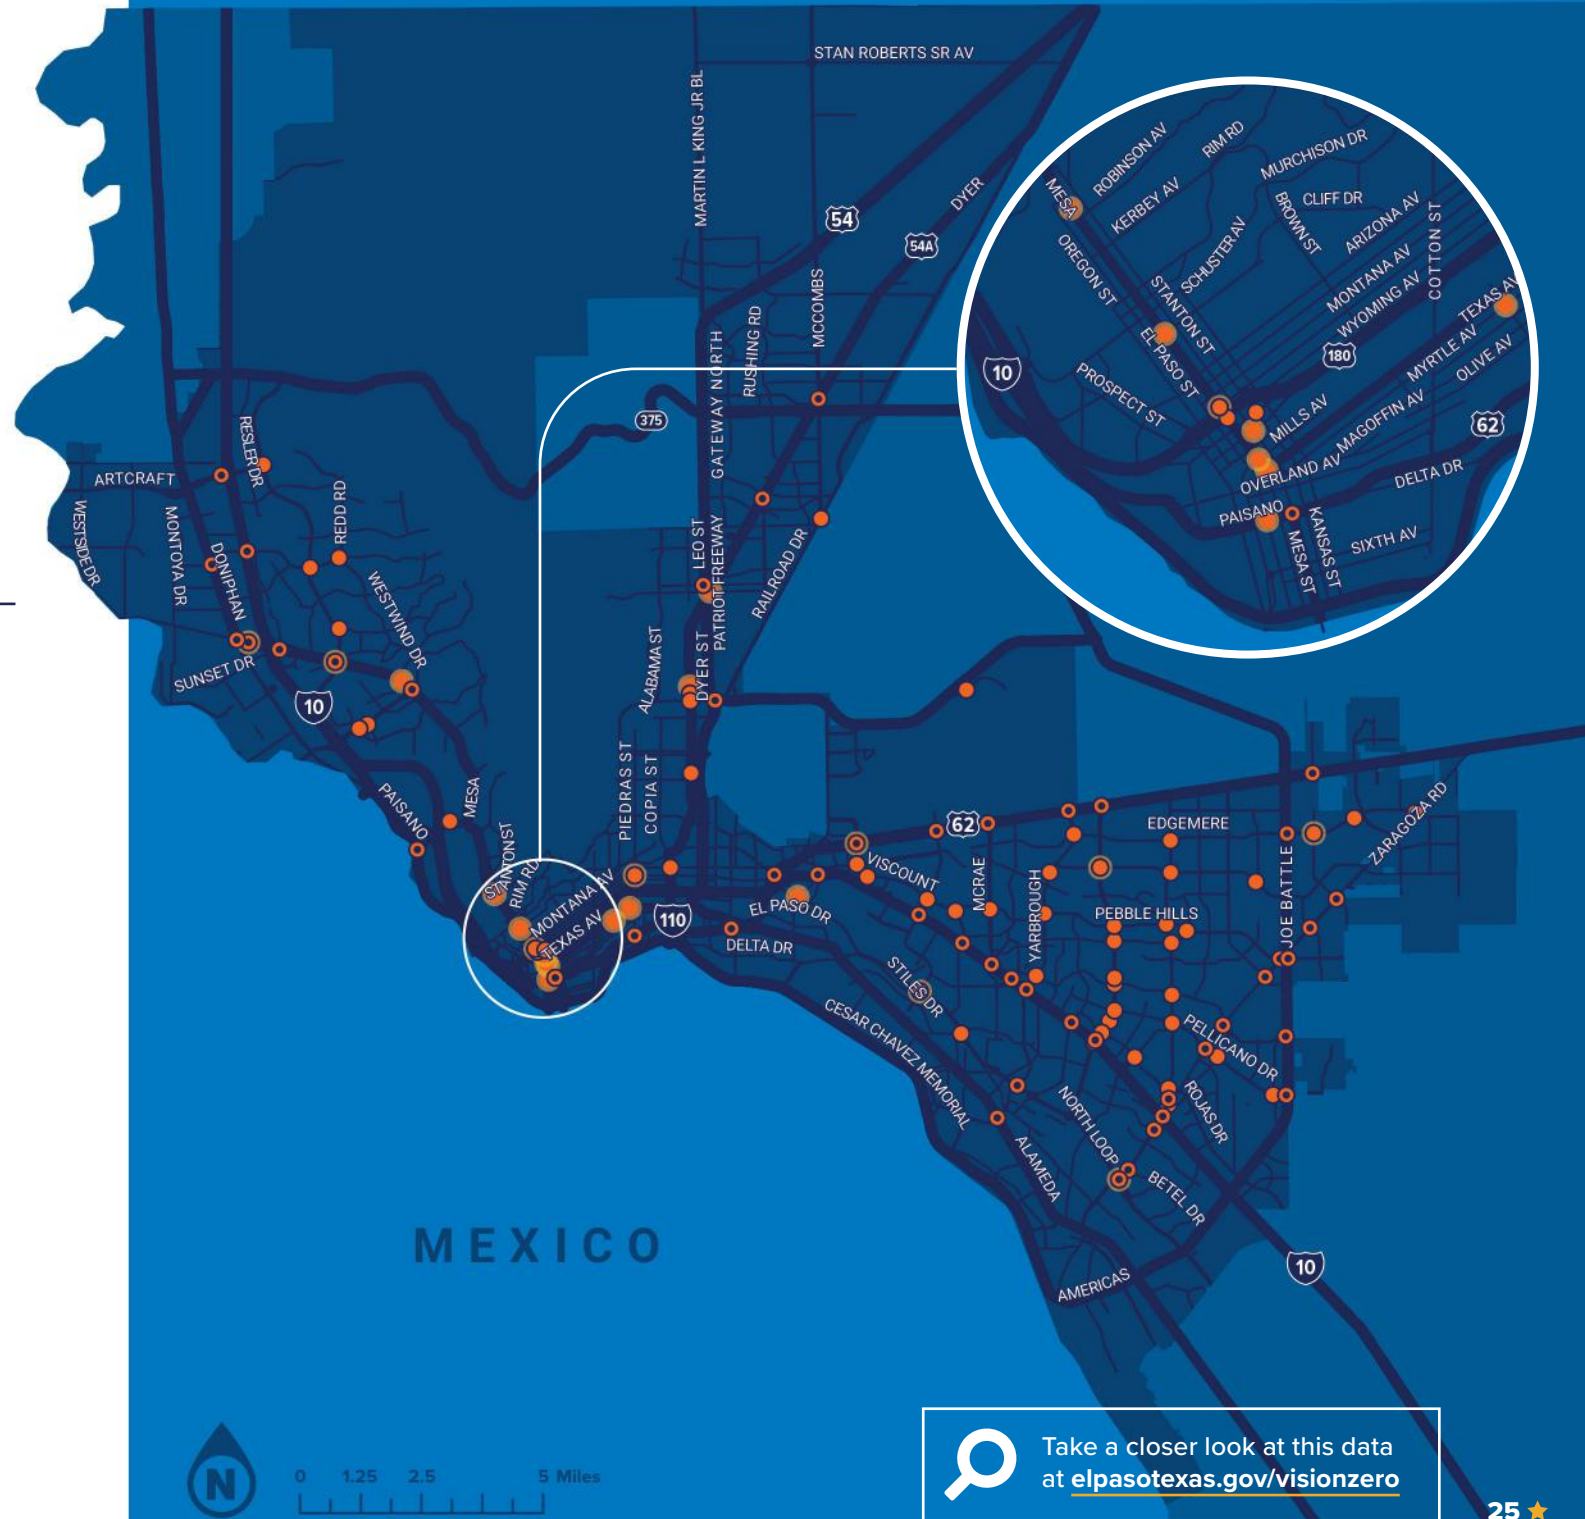 STAN ROBERTS SR AV
MARTIN L KING JR BL
54
DYER
54A
MCCOMBS
RUSHING RD
GATEWAY NORTH
375
RESLER DR
ARTCRAFT
WESTSIDE DR
MONTOYA DR
DONIPHAN
REDD RD
WESTWIND DR
SUNSET DR
10
LEO ST
PATRIOT FREEWAY
RAILROAD DR
ALABAMA ST
DYER ST
PIEDRAS ST
COPIA ST
PAISANO
MESA
STANTON ST
RIM RD
MONTANA AV
TEXAS AV
110
EL PASO DR
DELTA DR
62
VISCOUNT
MCRAE
YARBROUGH
EDGEMERE
PEBBLE HILLS
JOE BATTLE
ZARAGOZA RD
STILES DR
CESAR CHAVEZ MEMORIAL
PELLICANO DR
ROJAS DR
NORTH LOOP
BETEL DR
ALAMEDA
AMERICAS
10
MESA
ROBINSON AV
RIM RD
MURCHISON DR
KERBEY AV
CLIFF DR
BROWN ST
ARIZONA AV
COTTON ST
OREGON ST
SCHUSTER AV
STANTON ST
MONTANA AV
WYOMING AV
TEXAS AV
EL PASO ST
180
MYRTLE AV
OLIVE AV
10
PROSPECT ST
MILLS AV
MAGOFFIN AV
62
OVERLAND AV
DELTA DR
PAISANO
MESA ST
KANSAS ST
SIXTH AV
MEXICO
N
0 1.25 2.5 5 Miles
Take a closer look at this data
at elpasotexas.gov/visionzero
25